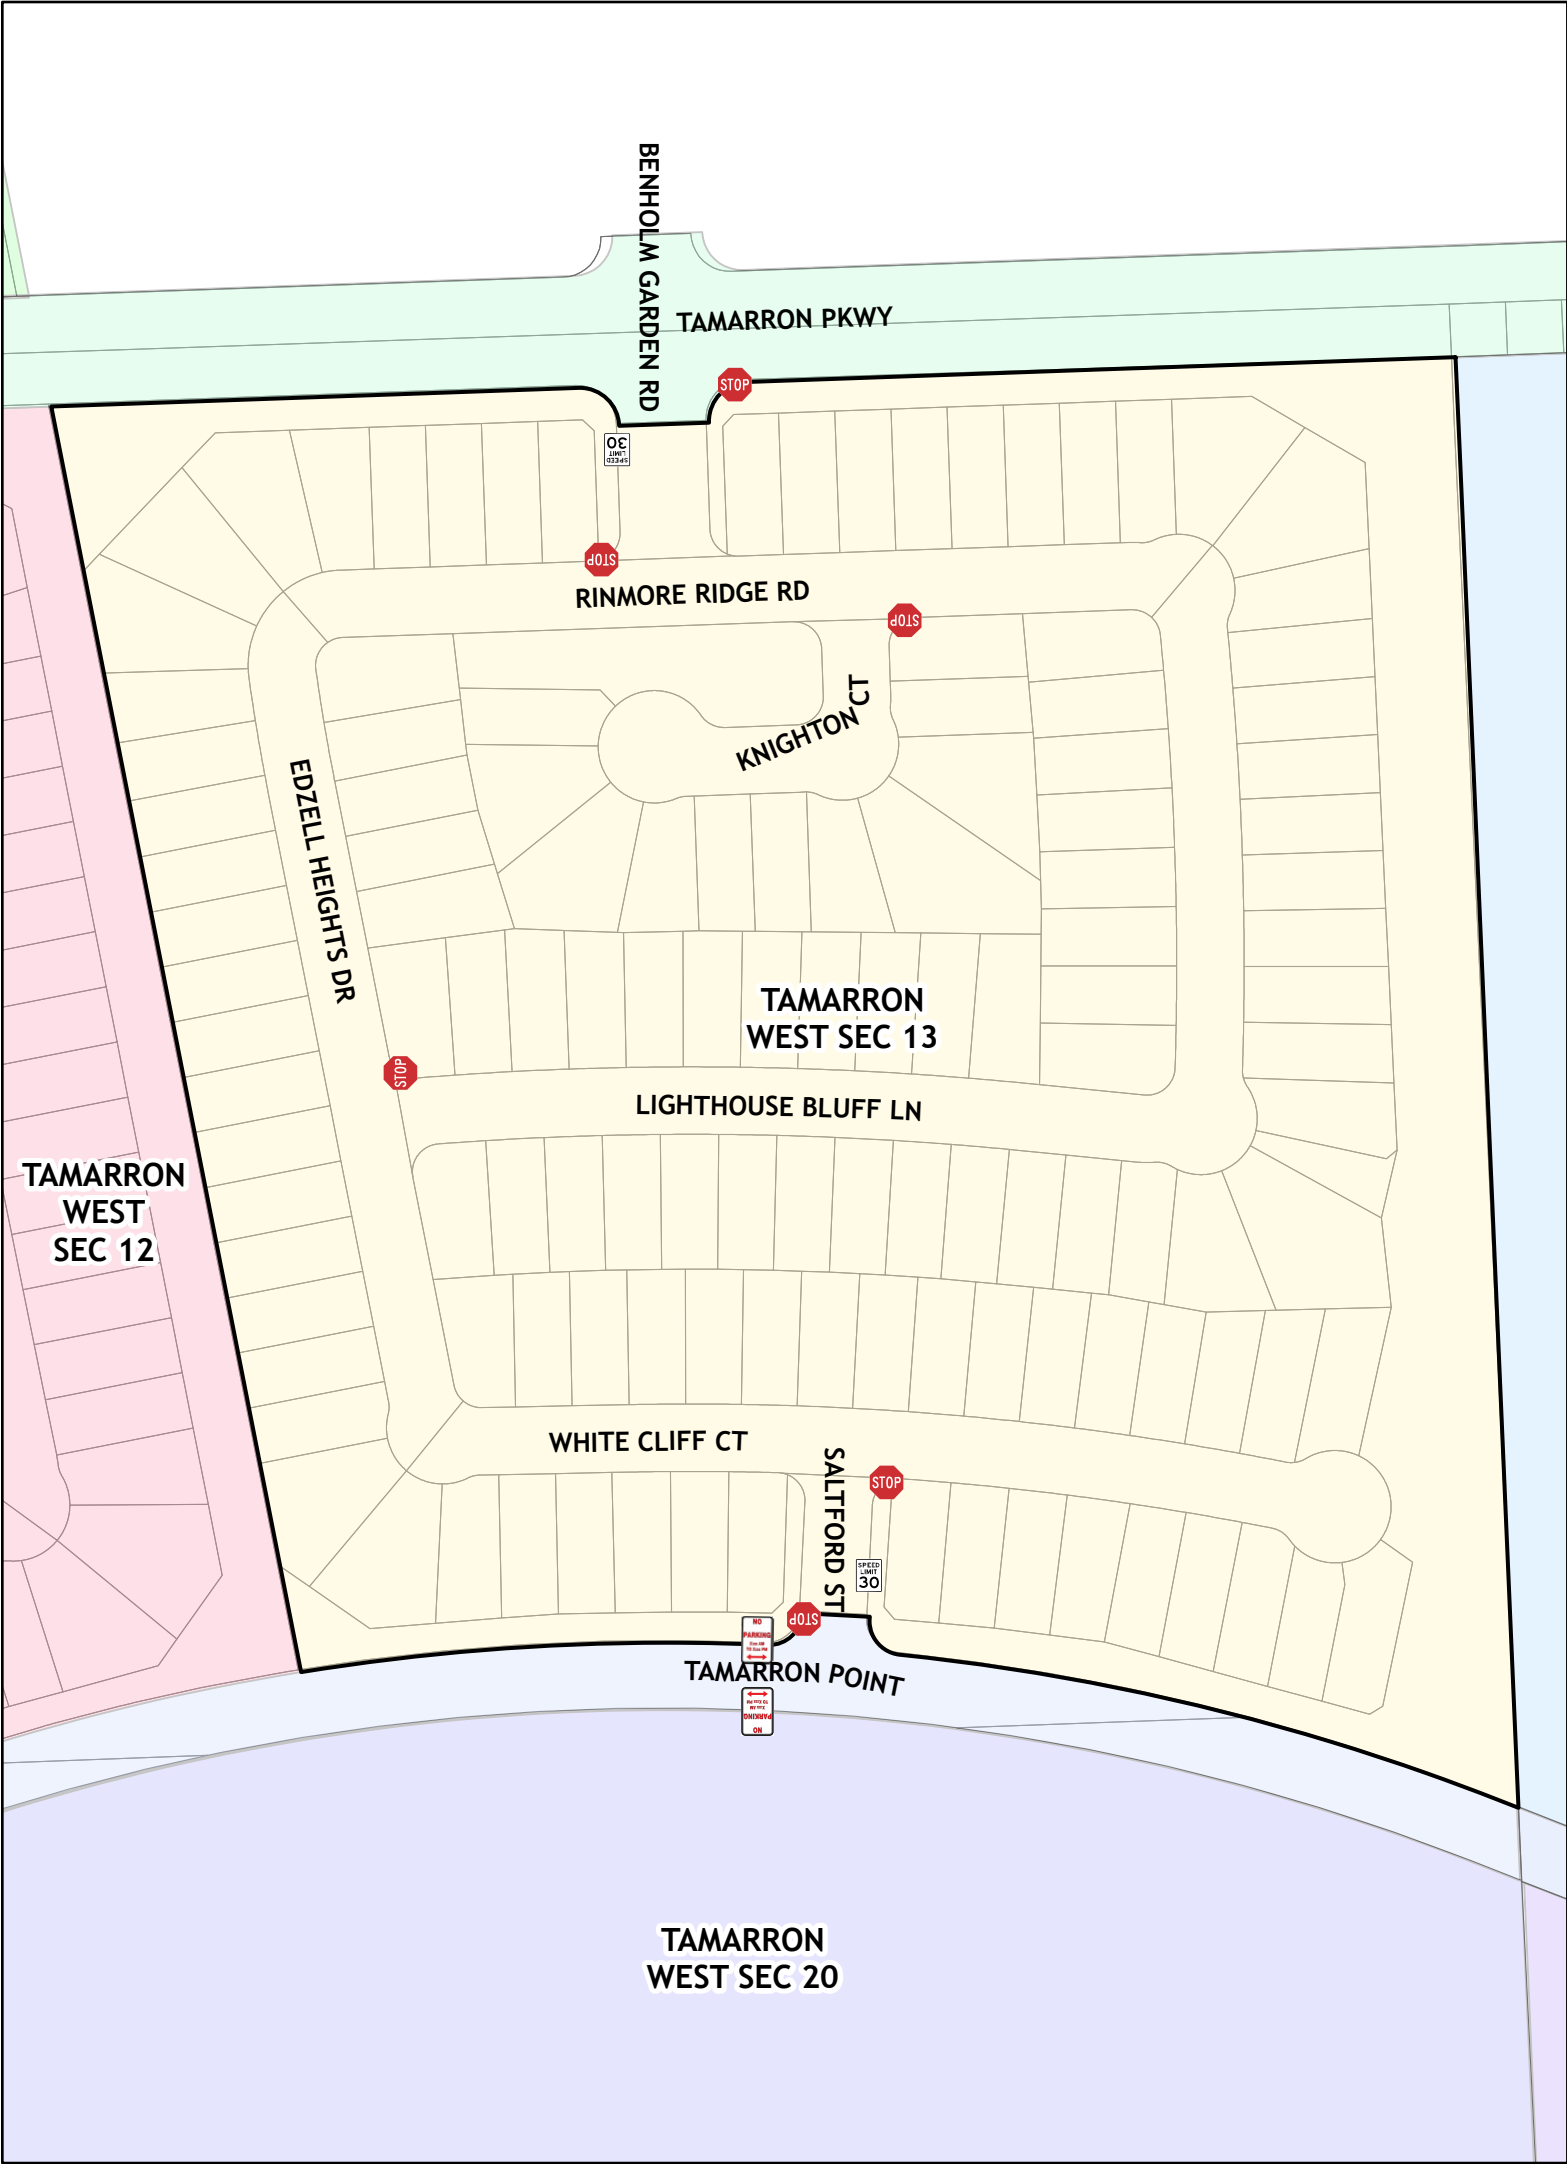 BENHOLM GARDEN RD
TAMARRON PKWY
STOP
SPEED
LIMIT
30
STOP
RINMORE RIDGE RD
STOP
KNIGHTON CT
EDZELL HEIGHTS DR
TAMARRON
WEST SEC 13
STOP
LIGHTHOUSE BLUFF LN
TAMARRON
WEST
SEC 12
WHITE CLIFF CT
SALTFORD ST
STOP
SPEED
LIMIT
30
STOP
NO
PARKING
TAMARRON POINT
NO
PARKING
TAMARRON
WEST SEC 20